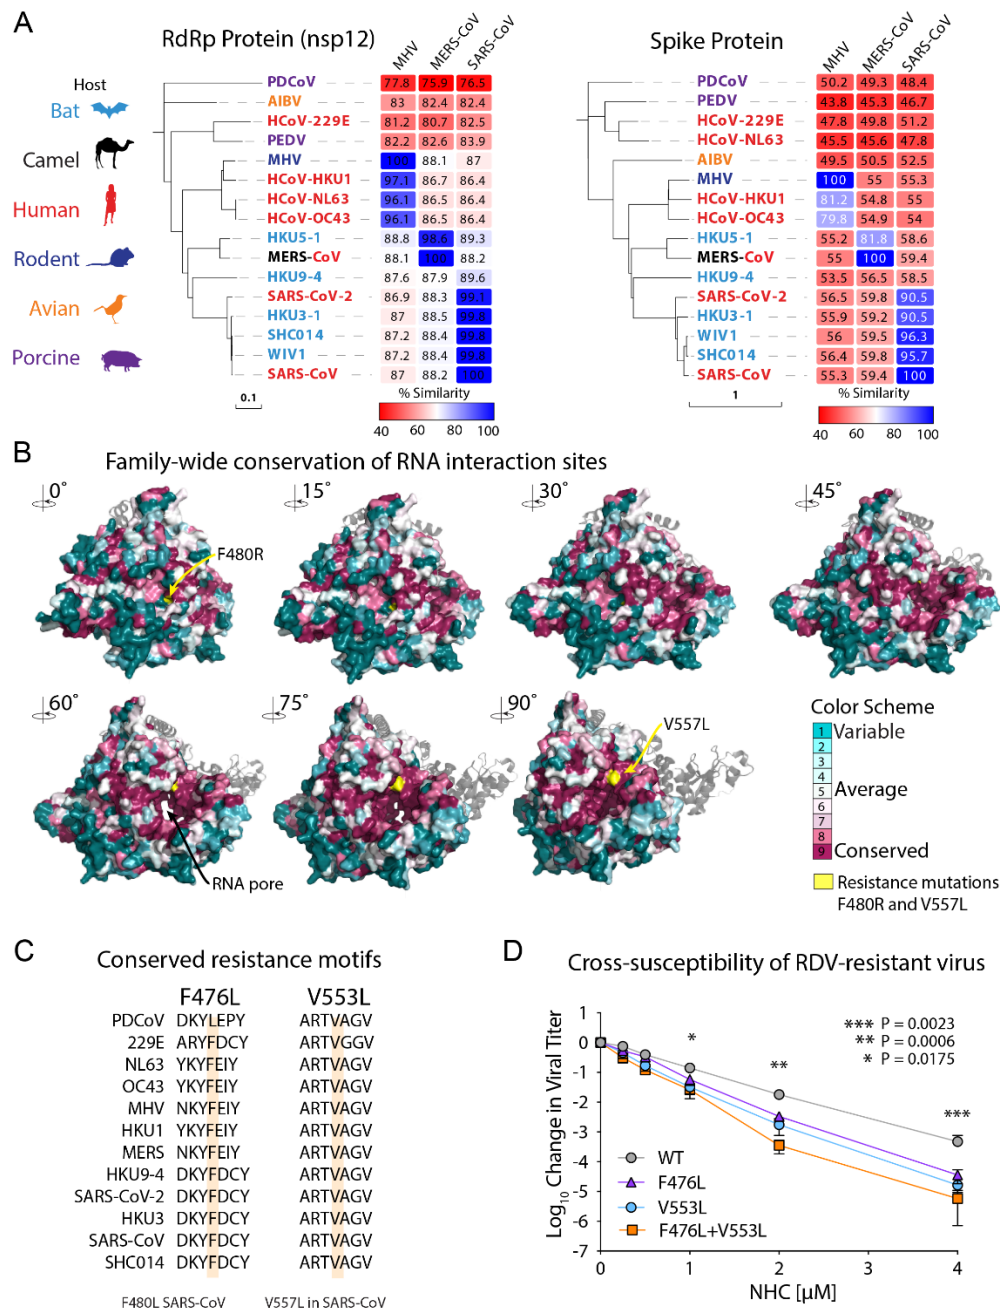 A
RdRp Protein (nsp12)
MHV
MERS-CoV
SARS-CoV
Host
Bat
Camel
Human
Rodent
Avian
Porcine
PDCoV 77.8 75.9 76.5
AIBV 83 82.4 82.4
HCoV-229E 81.2 80.7 82.5
PEDV 82.2 82.6 83.9
MHV 100 88.1 87
HCoV-HKU1 97.1 86.7 86.4
HCoV-NL63 96.1 86.5 86.4
HCoV-OC43 96.1 86.4 86.4
HKU5-1 88.8 98.6 89.3
MERS-CoV 88.1 100 88.2
HKU9-4 87.6 87.9 89.6
SARS-CoV-2 86.9 88.3 99.1
HKU3-1 87 88.5 99.8
SHC014 87.2 88.4 99.8
WIV1 87.2 88.4 99.8
SARS-CoV 87 88.2 100
0.1
% Similarity
40 60 80 100
Spike Protein
MHV
MERS-CoV
SARS-CoV
PDCoV 50.2 49.3 48.4
PEDV 43.8 45.3 46.7
HCoV-229E 47.8 49.8 51.2
HCoV-NL63 45.5 45.6 47.8
AIBV 49.5 50.5 52.5
MHV 100 55 55.3
HCoV-HKU1 81.2 54.8 55
HCoV-OC43 79.8 54.9 54
HKU5-1 55.2 81.8 58.6
MERS-CoV 55 100 59.4
HKU9-4 53.5 56.5 58.5
SARS-CoV-2 56.5 59.8 90.5
HKU3-1 55.9 59.2 90.5
WIV1 56 59.5 96.3
SHC014 56.4 59.8 95.7
SARS-CoV 55.3 59.4 100
1
% Similarity
40 60 80 100
B
Family-wide conservation of RNA interaction sites
0° 15° 30° 45°
F480R
60° 75° 90°
V557L
RNA pore
Color Scheme
1 Variable
2
3
4
5 Average
6
7
8
9 Conserved
Resistance mutations
F480R and V557L
C
Conserved resistance motifs
F476L V553L
PDCoV DKYLEPY ARTVAGV
229E ARYFDCY ARTVGGV
NL63 YKYFEIY ARTVAGV
OC43 YKYFEIY ARTVAGV
MHV NKYFEIY ARTVAGV
HKU1 YKYFEIY ARTVAGV
MERS NKYFEIY ARTVAGV
HKU9-4 DKYFDCY ARTVAGV
SARS-CoV-2 DKYFDCY ARTVAGV
HKU3 DKYFDCY ARTVAGV
SARS-CoV DKYFDCY ARTVAGV
SHC014 DKYFDCY ARTVAGV
F480L SARS-CoV V557L in SARS-CoV
D
Cross-susceptibility of RDV-resistant virus
Log10 Change in Viral Titer
1
0
-1
-2
-3
-4
-5
-6
-7
*
**
***
*** P = 0.0023
** P = 0.0006
* P = 0.0175
WT
F476L
V553L
F476L+V553L
0 1 2 3 4
NHC [μM]